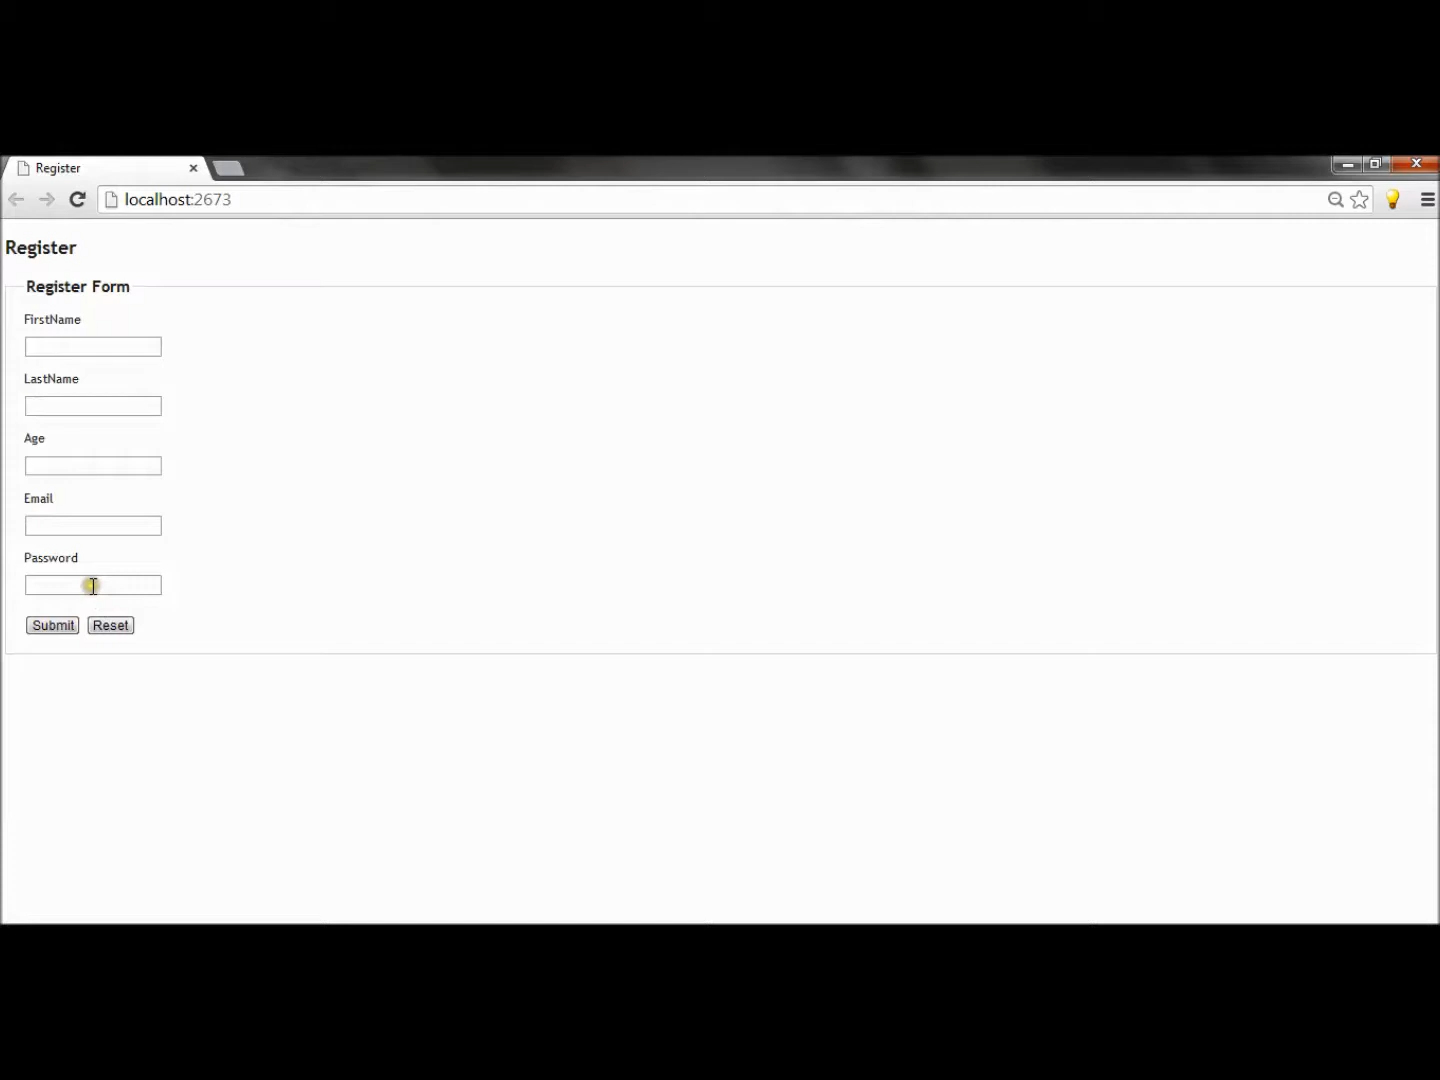 Register
localhost:2673
Register
Register Form
FirstName
LastName
Age
Email
Password
Submit Reset